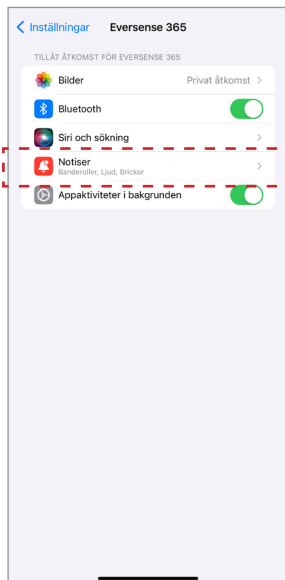 Inställningar Eversense 365
TILLÅT ÅTKOMST FÖR EVERSENSE 365
Bilder Privat åtkomst
Bluetooth
Siri och sökning
Notiser
Banderoller, Ljud, Brickor
Appaktiviteter i bakgrunden